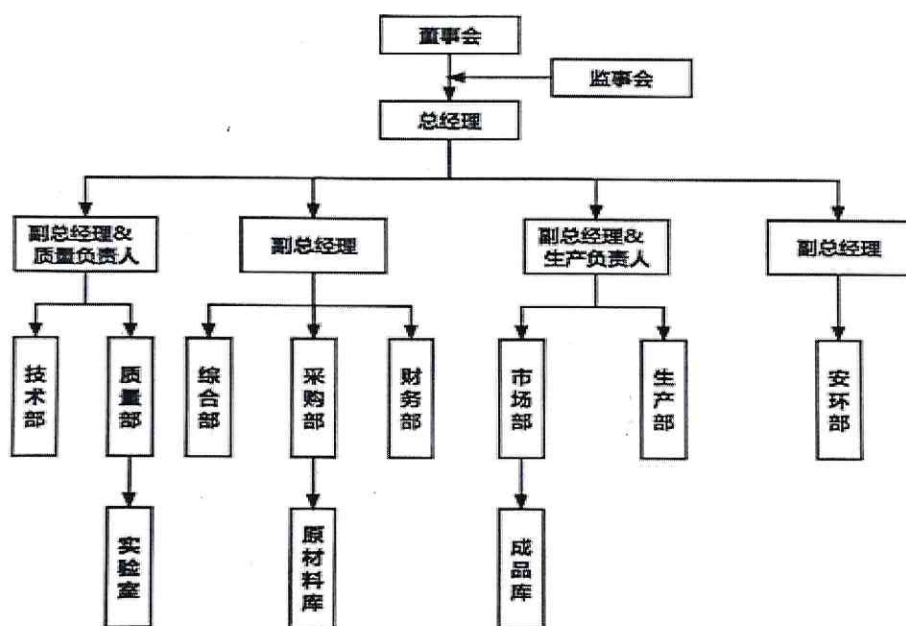 董事会
监事会
总经理
副总经理&
质量负责人
副总经理
副总经理&
生产负责人
副总经理
技术部
质量部
综合部
采购部
财务部
市场部
生产部
安环部
实验室
原材料库
成品库